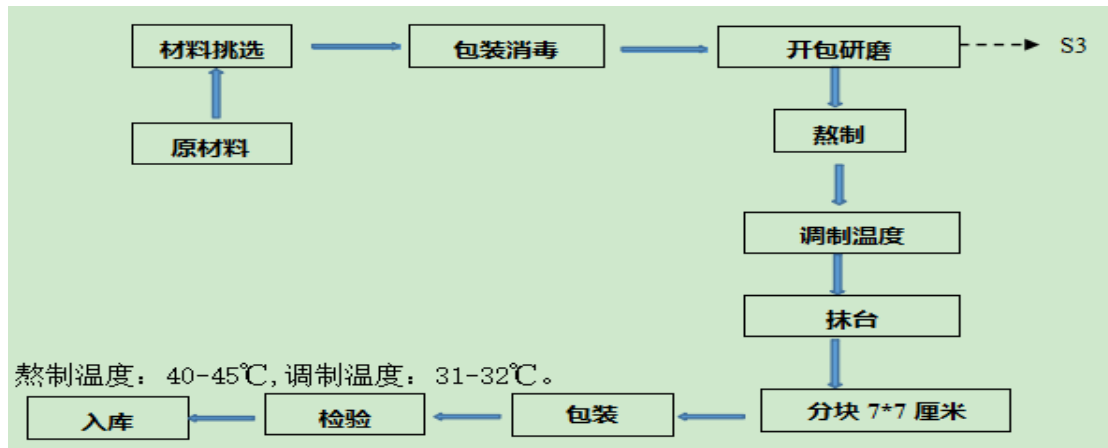 材料挑选
包装消毒
开包研磨
S3
原材料
熬制
调制温度
抹台
熬制温度：40-45℃,调制温度：31-32℃。
分块 7*7 厘米
包装
检验
入库